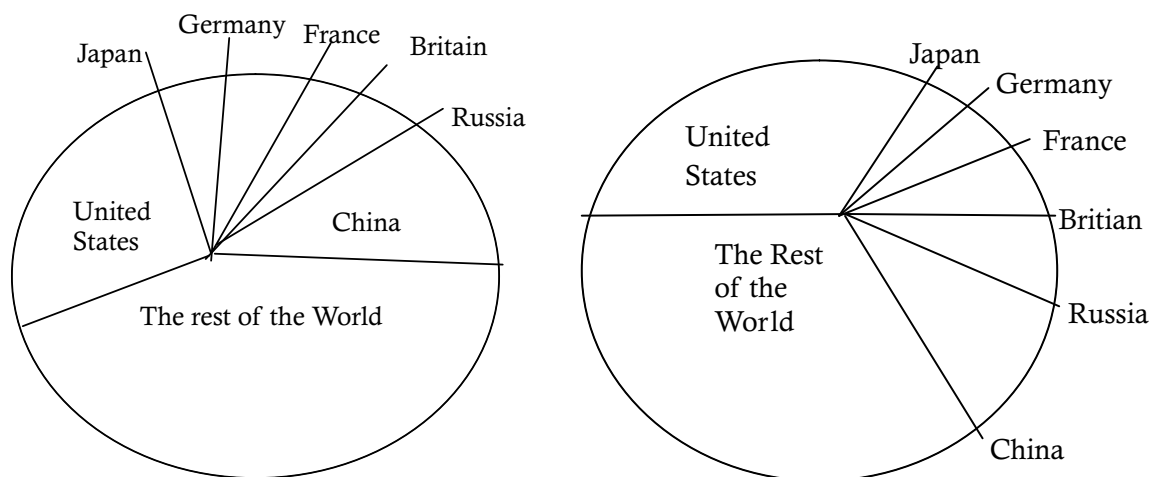 Japan
Germany
France
Britain
Russia
United
States
China
The rest of the World
Japan
Germany
France
Britian
Russia
China
United
States
The Rest
of the
World